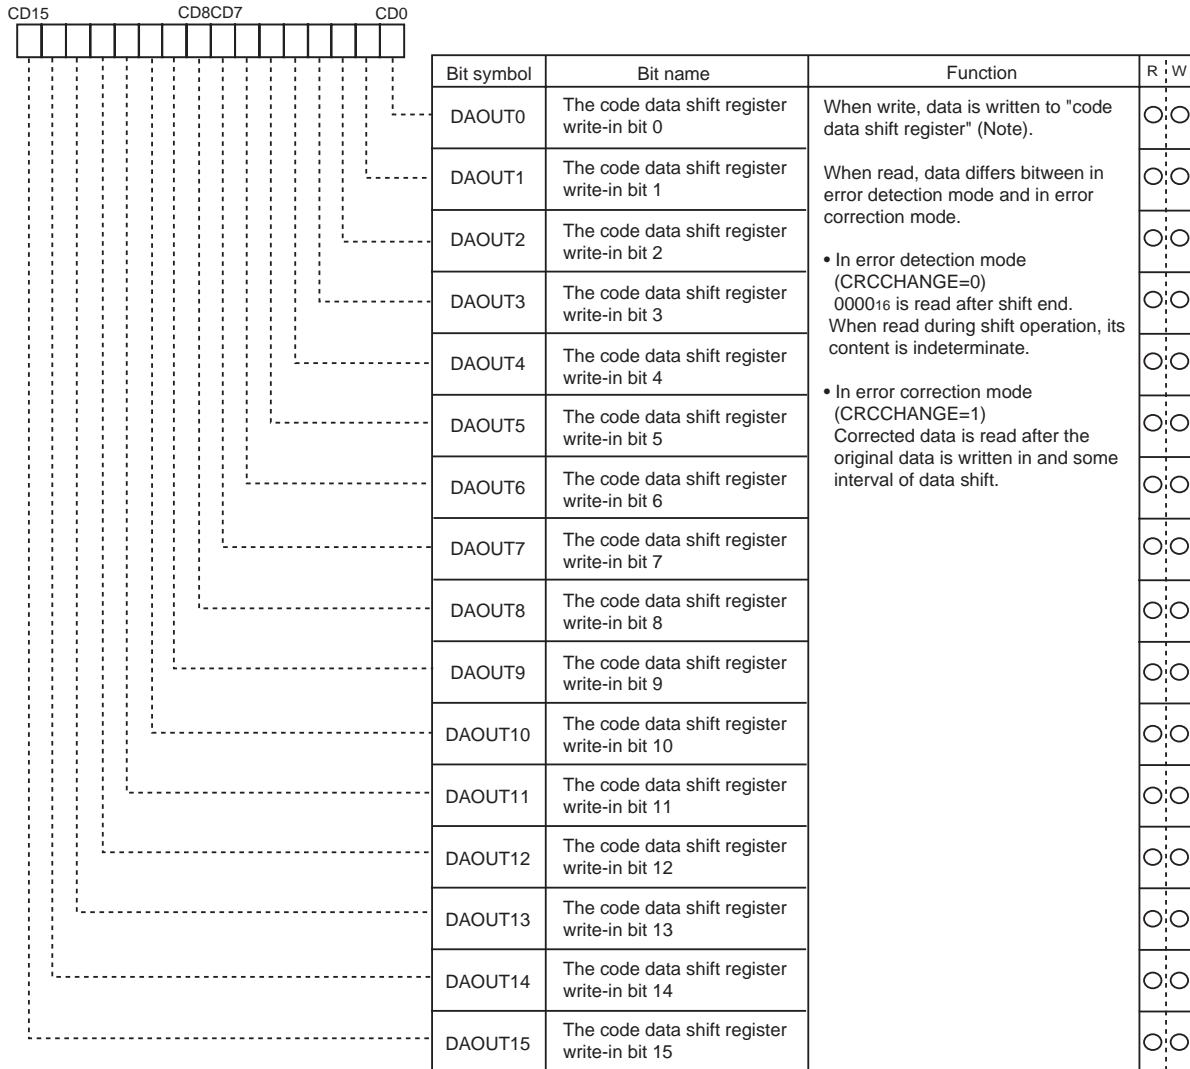 CD15 CD8CD7 CD0
Bit symbol Bit name Function R W
DAOUT0
The code data shift register
write-in bit 0
DAOUT1
The code data shift register
write-in bit 1
DAOUT2
The code data shift register
write-in bit 2
DAOUT3
The code data shift register
write-in bit 3
DAOUT4
The code data shift register
write-in bit 4
DAOUT5
The code data shift register
write-in bit 5
DAOUT6
The code data shift register
write-in bit 6
DAOUT7
The code data shift register
write-in bit 7
DAOUT8
The code data shift register
write-in bit 8
DAOUT9
The code data shift register
write-in bit 9
DAOUT10
The code data shift register
write-in bit 10
DAOUT11
The code data shift register
write-in bit 11
DAOUT12
The code data shift register
write-in bit 12
DAOUT13
The code data shift register
write-in bit 13
DAOUT14
The code data shift register
write-in bit 14
DAOUT15
The code data shift register
write-in bit 15
When write, data is written to "code
data shift register" (Note).
When read, data differs bitween in
error detection mode and in error
correction mode.
• In error detection mode
(CRCCHANGE=0)
000016 is read after shift end.
When read during shift operation, its
content is indeterminate.
• In error correction mode
(CRCCHANGE=1)
Corrected data is read after the
original data is written in and some
interval of data shift.